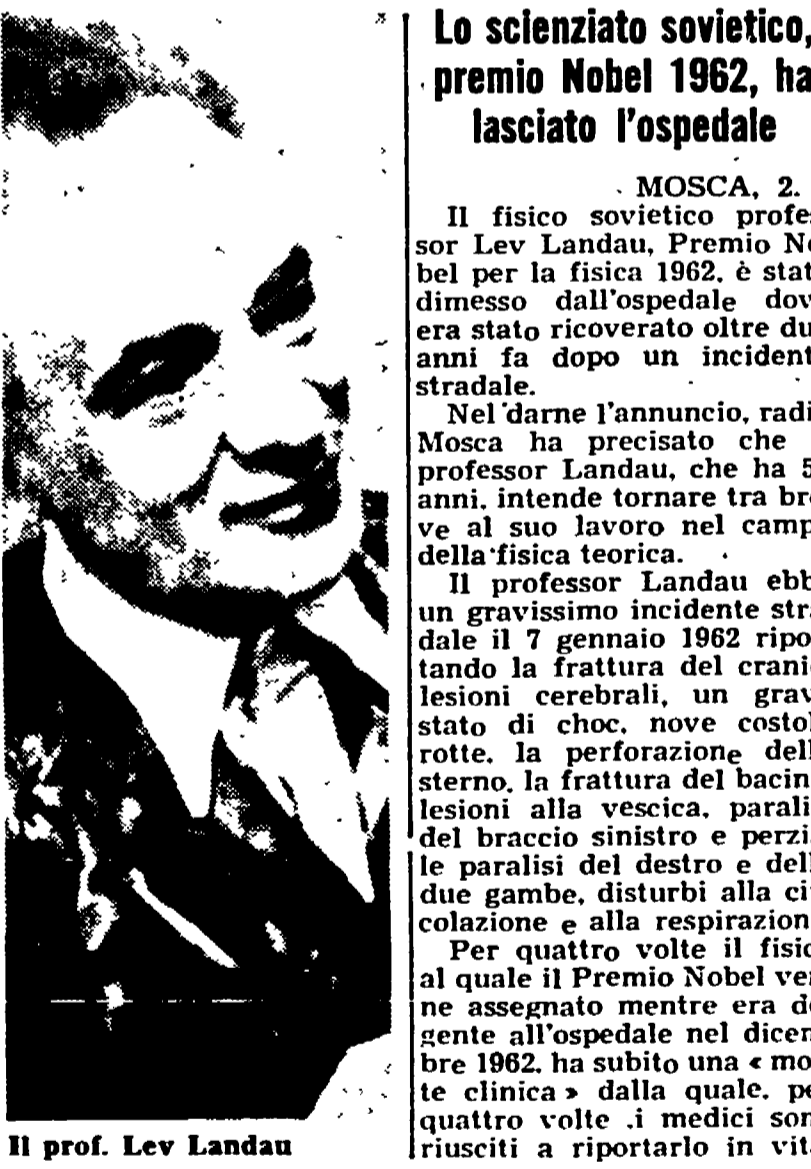 Lo scienziato sovietico,
premio Nobel 1962, ha
lasciato l'ospedale
MOSCA, 2.
Il fisico sovietico profes
sor Lev Landau, Premio No
bel per la fisica 1962, è stat
dimesso dall'ospedale dov
era stato ricoverato oltre du
anni fa dopo un incident
stradale.
Nel darne l'annuncio, radi
Mosca ha precisato che
professor Landau, che ha 5
anni, intende tornare tra bre
ve al suo lavoro nel camp
della fisica teorica.
Il professor Landau ebb
un gravissimo incidente stra
dale il 7 gennaio 1962 ripo
tando la frattura del crani
lesioni cerebrali, un grav
stato di choc, nove costol
rotte, la perforazione dell
sterno, la frattura del bacin
lesioni alla vescica, parali
del braccio sinistro e perzi
le paralisi del destro e dell
due gambe, disturbi alla cir
colazione e alla respirazion
Per quattro volte il fisic
al quale il Premio Nobel ven
ne assegnato mentre era de
gente all'ospedale nel dicem
bre 1962, ha subito una « mor
te clinica » dalla quale, pe
quattro volte .i medici son
riusciti a riportarlo in vit
Il prof. Lev Landau